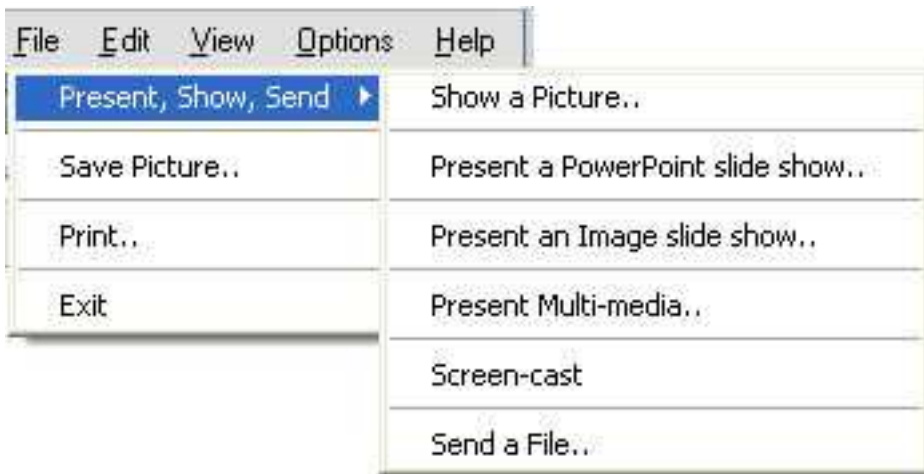 File Edit View Options Help
Present, Show, Send
Save Picture..
Print..
Exit
Show a Picture..
Present a PowerPoint slide show..
Present an Image slide show..
Present Multi-media..
Screen-cast
Send a File..